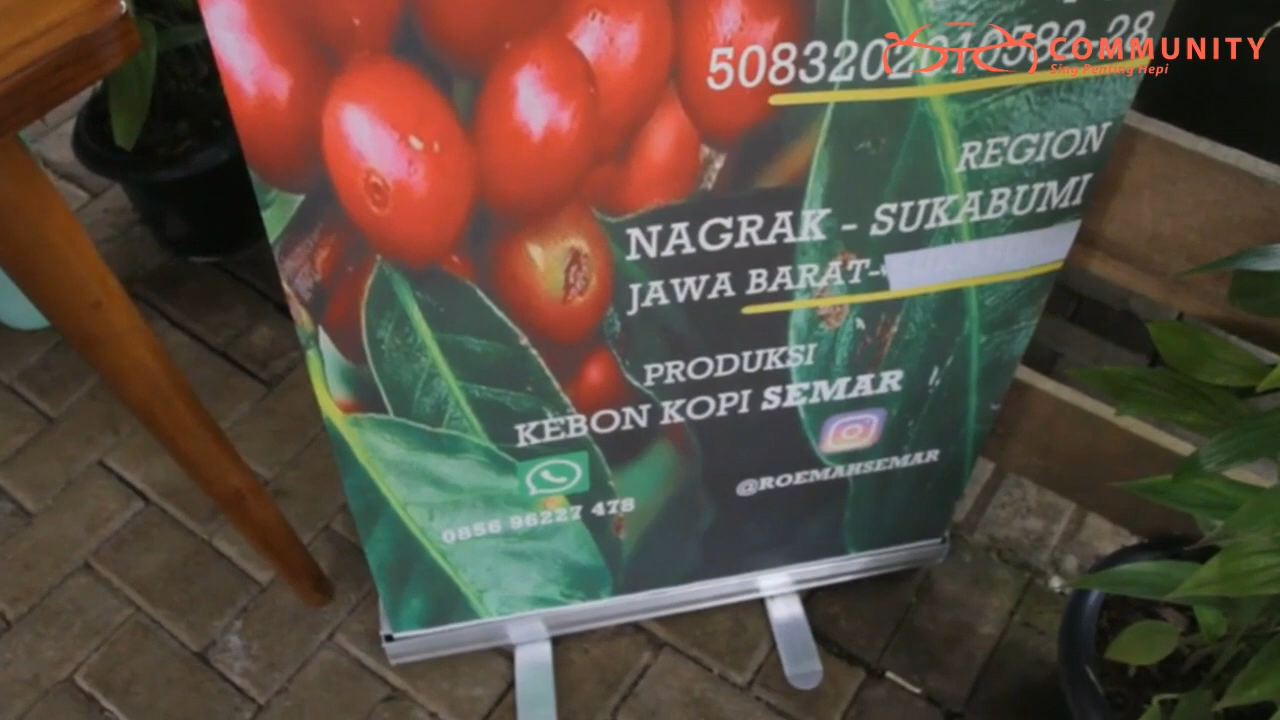 COMMUNITY
Sing Penting Hepi
REGION
NAGRAK - SUKABUMI
JAWA BARAT-
PRODUKSI
KEBON KOPI SEMAR
0856 96227 478
@ROEMAHSEMAR